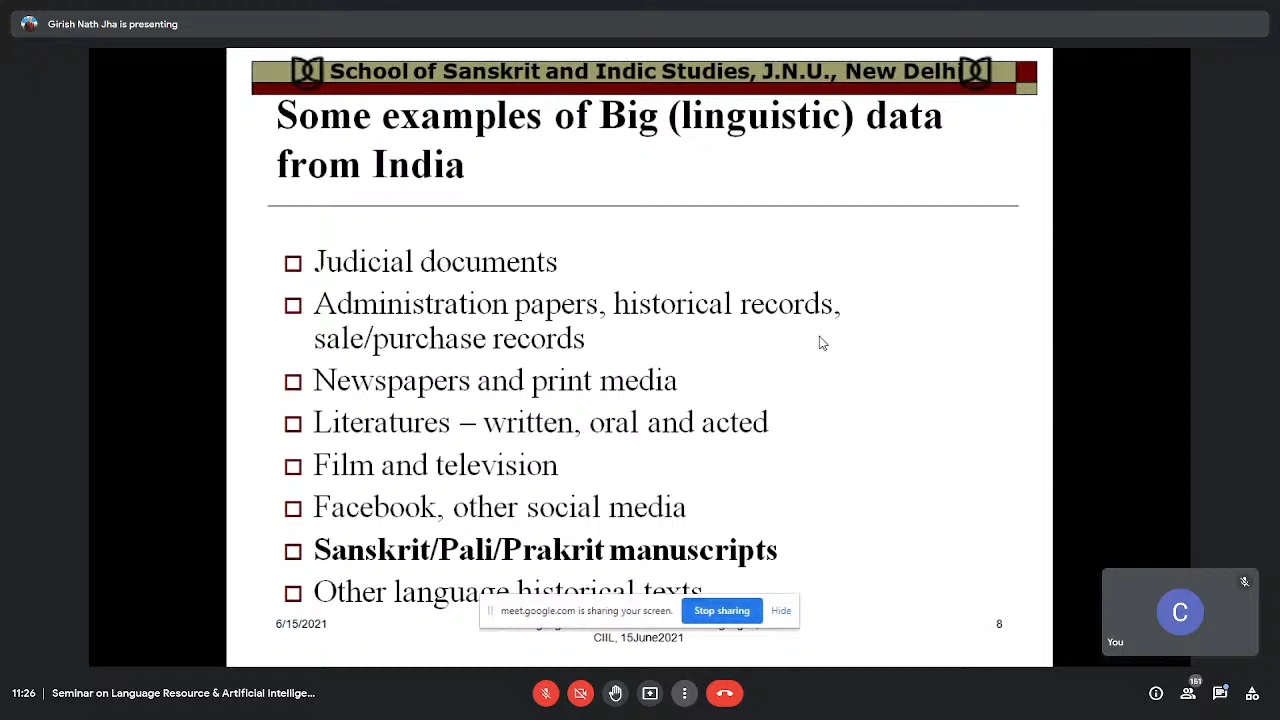 Girish Nath Jha is presenting
School of Sanskrit and Indic Studies, J.N.U., New Delhi
Some examples of Big (linguistic) data
from India
Judicial documents
Administration papers, historical records,
sale/purchase records
Newspapers and print media
Literatures – written, oral and acted
Film and television
Facebook, other social media
Sanskrit/Pali/Prakrit manuscripts
Other language historical texts
meet.google.com is sharing your screen. Stop sharing Hide
6/15/2021
CIIL, 15June2021
8
C
You
11:26 | Seminar on Language Resource & Artificial Intellige...
151